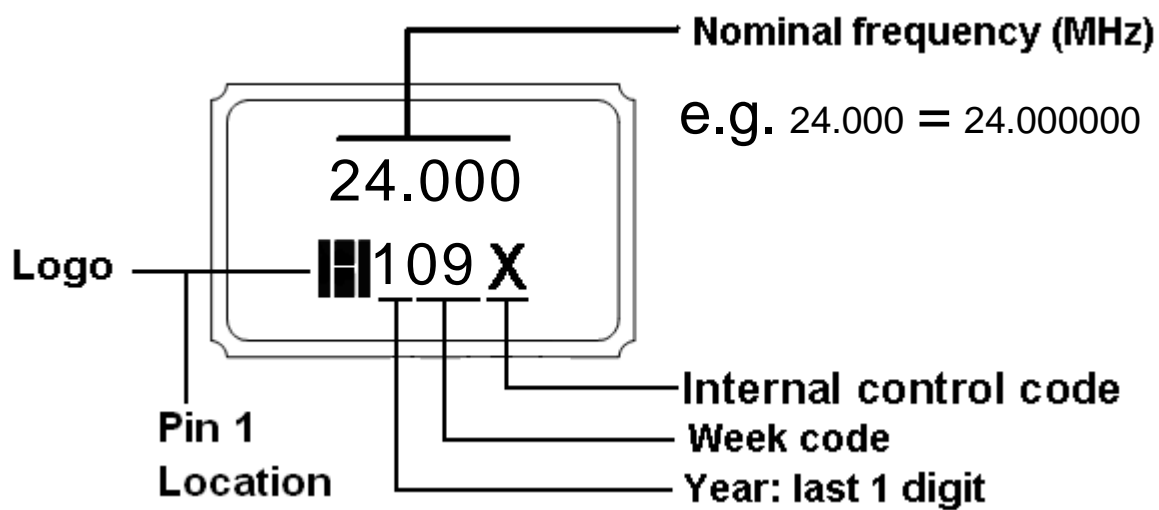 Nominal frequency (MHz)
e.g. 24.000 = 24.000000
24.000
Logo
109 X
Internal control code
Pin 1
Location
Week code
Year: last 1 digit